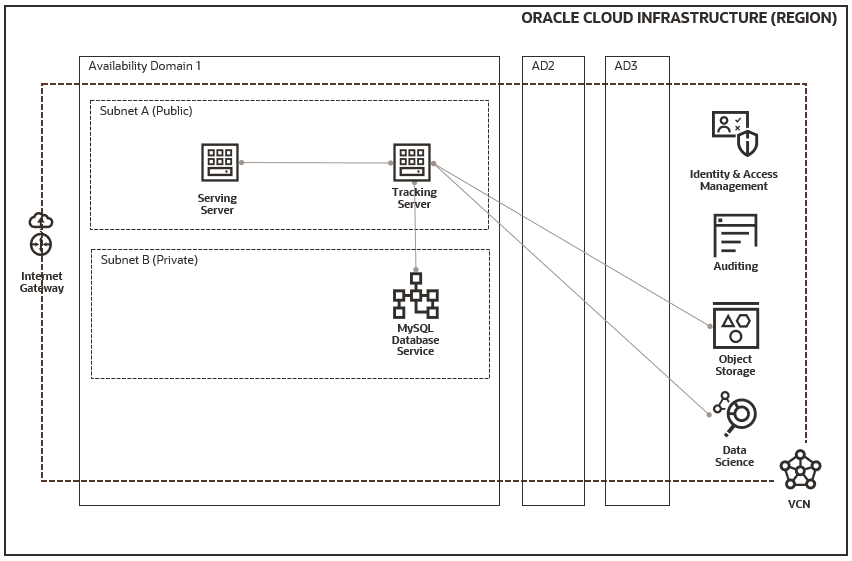 ORACLE CLOUD INFRASTRUCTURE (REGION)
Availability Domain 1
AD2
AD3
Subnet A (Public)
Serving
Server
Tracking
Server
Identity & Access
Management
Internet
Gateway
Subnet B (Private)
MySQL
Database
Service
Auditing
Object
Storage
Data
Science
VCN